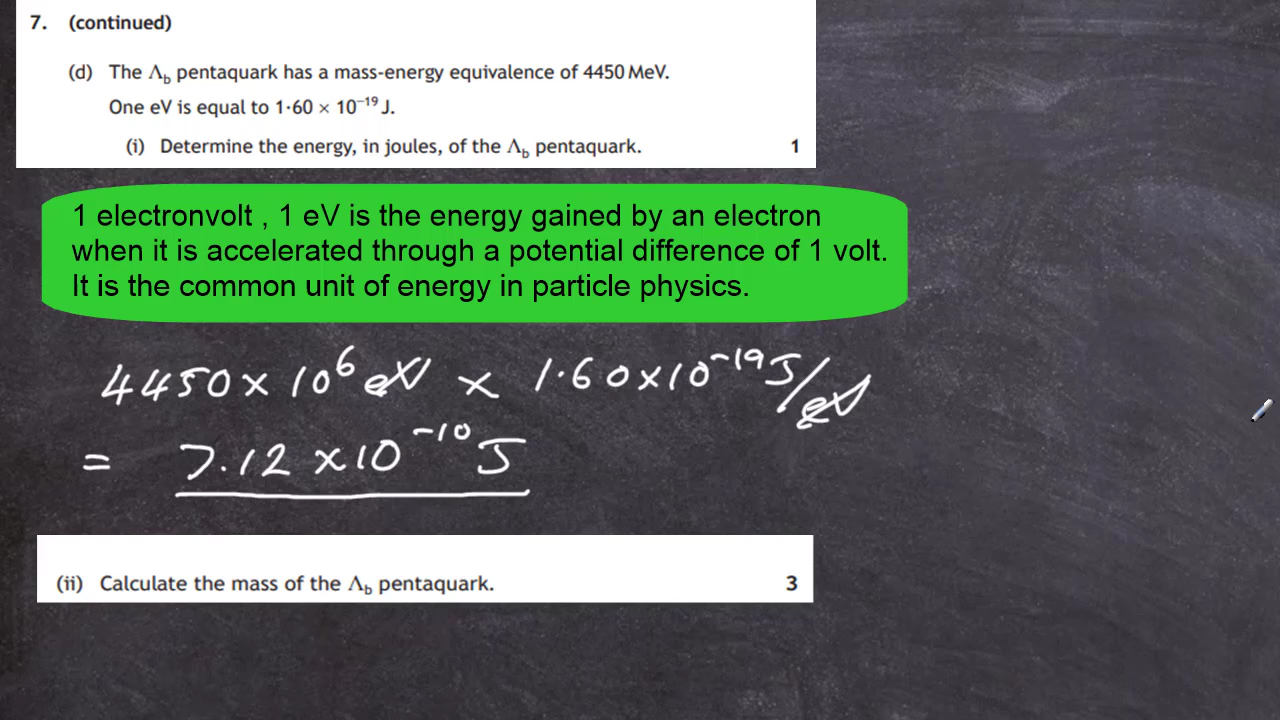 7. (continued)
(d) The Λb pentaquark has a mass-energy equivalence of 4450 MeV.
One eV is equal to 1·60 × 10⁻¹⁹ J.
(i) Determine the energy, in joules, of the Λb pentaquark. 1
1 electronvolt , 1 eV is the energy gained by an electron
when it is accelerated through a potential difference of 1 volt.
It is the common unit of energy in particle physics.
4450 × 10⁶ eV × 1.60 × 10⁻¹⁹ J/eV
= 7.12 × 10⁻¹⁰ J
(ii) Calculate the mass of the Λb pentaquark. 3